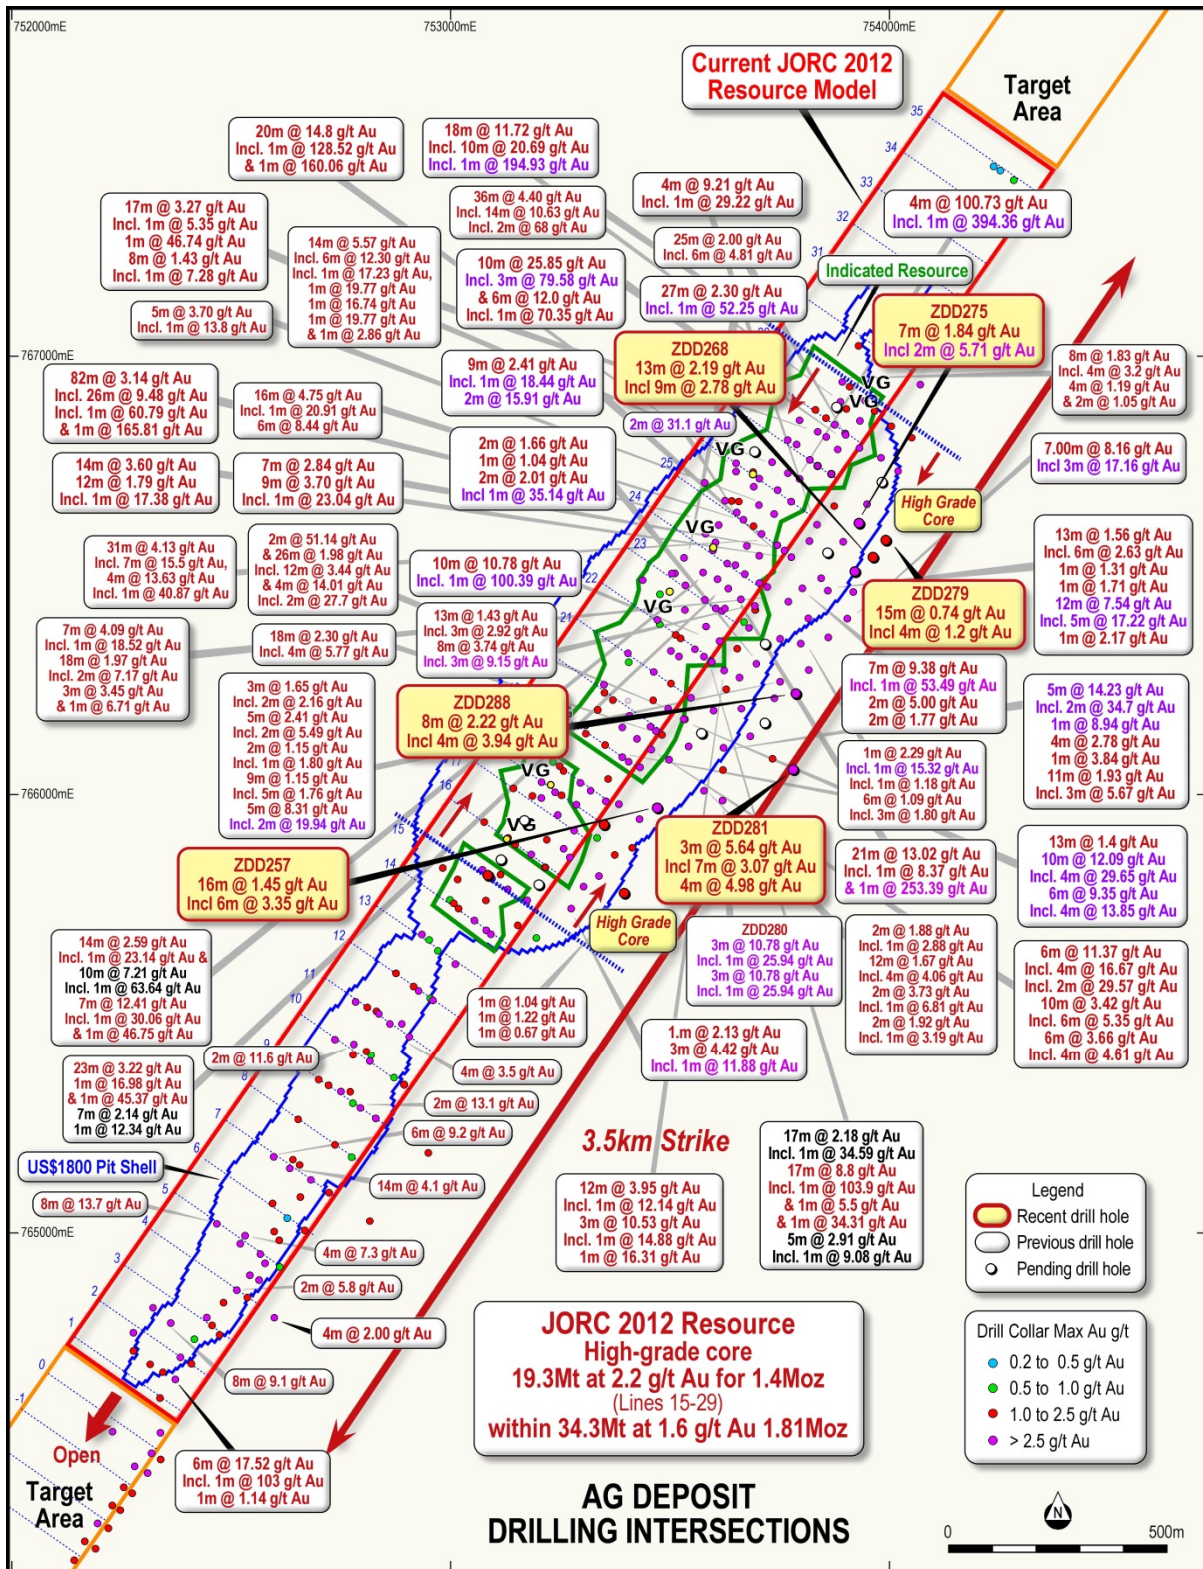 752000mE
753000mE
754000mE
Current JORC 2012
Resource Model
Target
Area
20m @ 14.8 g/t Au
Incl. 1m @ 128.52 g/t Au
& 1m @ 160.06 g/t Au
18m @ 11.72 g/t Au
Incl. 10m @ 20.69 g/t Au
Incl. 1m @ 194.93 g/t Au
4m @ 9.21 g/t Au
Incl. 1m @ 29.22 g/t Au
4m @ 100.73 g/t Au
Incl. 1m @ 394.36 g/t Au
17m @ 3.27 g/t Au
Incl. 1m @ 5.35 g/t Au
1m @ 46.74 g/t Au
8m @ 1.43 g/t Au
Incl. 1m @ 7.28 g/t Au
14m @ 5.57 g/t Au
Incl. 6m @ 12.30 g/t Au
Incl. 1m @ 17.23 g/t Au,
1m @ 19.77 g/t Au
1m @ 16.74 g/t Au
1m @ 19.77 g/t Au
& 1m @ 2.86 g/t Au
36m @ 4.40 g/t Au
Incl. 14m @ 10.63 g/t Au
Incl. 2m @ 68 g/t Au
25m @ 2.00 g/t Au
Incl. 6m @ 4.81 g/t Au
10m @ 25.85 g/t Au
Incl. 3m @ 79.58 g/t Au
& 6m @ 12.0 g/t Au
Incl. 1m @ 70.35 g/t Au
27m @ 2.30 g/t Au
Incl. 1m @ 52.25 g/t Au
Indicated Resource
5m @ 3.70 g/t Au
Incl. 1m @ 13.8 g/t Au
ZDD275
7m @ 1.84 g/t Au
Incl 2m @ 5.71 g/t Au
ZDD268
13m @ 2.19 g/t Au
Incl 9m @ 2.78 g/t Au
767000mE
8m @ 1.83 g/t Au
Incl. 4m @ 3.2 g/t Au
4m @ 1.19 g/t Au
& 2m @ 1.05 g/t Au
82m @ 3.14 g/t Au
Incl. 26m @ 9.48 g/t Au
Incl. 1m @ 60.79 g/t Au
& 1m @ 165.81 g/t Au
16m @ 4.75 g/t Au
Incl. 1m @ 20.91 g/t Au
6m @ 8.44 g/t Au
9m @ 2.41 g/t Au
Incl. 1m @ 18.44 g/t Au
2m @ 15.91 g/t Au
2m @ 31.1 g/t Au
7.00m @ 8.16 g/t Au
Incl 3m @ 17.16 g/t Au
14m @ 3.60 g/t Au
12m @ 1.79 g/t Au
Incl. 1m @ 17.38 g/t Au
7m @ 2.84 g/t Au
9m @ 3.70 g/t Au
Incl. 1m @ 23.04 g/t Au
2m @ 1.66 g/t Au
1m @ 1.04 g/t Au
2m @ 2.01 g/t Au
Incl 1m @ 35.14 g/t Au
High Grade
Core
31m @ 4.13 g/t Au
Incl. 7m @ 15.5 g/t Au,
4m @ 13.63 g/t Au
Incl. 1m @ 40.87 g/t Au
2m @ 51.14 g/t Au
& 26m @ 1.98 g/t Au
Incl. 12m @ 3.44 g/t Au
& 4m @ 14.01 g/t Au
Incl. 2m @ 27.7 g/t Au
10m @ 10.78 g/t Au
Incl. 1m @ 100.39 g/t Au
13m @ 1.56 g/t Au
Incl. 6m @ 2.63 g/t Au
1m @ 1.31 g/t Au
1m @ 1.71 g/t Au
12m @ 7.54 g/t Au
Incl. 5m @ 17.22 g/t Au
1m @ 2.17 g/t Au
ZDD279
15m @ 0.74 g/t Au
Incl 4m @ 1.2 g/t Au
7m @ 4.09 g/t Au
Incl. 1m @ 18.52 g/t Au
18m @ 1.97 g/t Au
Incl. 2m @ 7.17 g/t Au
3m @ 3.45 g/t Au
& 1m @ 6.71 g/t Au
18m @ 2.30 g/t Au
Incl. 4m @ 5.77 g/t Au
13m @ 1.43 g/t Au
Incl. 3m @ 2.92 g/t Au
8m @ 3.74 g/t Au
Incl. 3m @ 9.15 g/t Au
7m @ 9.38 g/t Au
Incl. 1m @ 53.49 g/t Au
2m @ 5.00 g/t Au
2m @ 1.77 g/t Au
3m @ 1.65 g/t Au
Incl. 2m @ 2.16 g/t Au
5m @ 2.41 g/t Au
Incl. 2m @ 5.49 g/t Au
2m @ 1.15 g/t Au
Incl. 1m @ 1.80 g/t Au
9m @ 1.15 g/t Au
Incl. 5m @ 1.76 g/t Au
5m @ 8.31 g/t Au
Incl. 2m @ 19.94 g/t Au
ZDD288
8m @ 2.22 g/t Au
Incl 4m @ 3.94 g/t Au
5m @ 14.23 g/t Au
Incl. 2m @ 34.7 g/t Au
1m @ 8.94 g/t Au
4m @ 2.78 g/t Au
1m @ 3.84 g/t Au
11m @ 1.93 g/t Au
Incl. 3m @ 5.67 g/t Au
1m @ 2.29 g/t Au
Incl. 1m @ 15.32 g/t Au
Incl. 1m @ 1.18 g/t Au
6m @ 1.09 g/t Au
Incl. 3m @ 1.80 g/t Au
766000mE
ZDD281
3m @ 5.64 g/t Au
Incl 7m @ 3.07 g/t Au
4m @ 4.98 g/t Au
ZDD257
16m @ 1.45 g/t Au
Incl 6m @ 3.35 g/t Au
21m @ 13.02 g/t Au
Incl. 1m @ 8.37 g/t Au
& 1m @ 253.39 g/t Au
13m @ 1.4 g/t Au
10m @ 12.09 g/t Au
Incl. 4m @ 29.65 g/t Au
6m @ 9.35 g/t Au
Incl. 4m @ 13.85 g/t Au
High Grade
Core
ZDD280
3m @ 10.78 g/t Au
Incl. 1m @ 25.94 g/t Au
3m @ 10.78 g/t Au
Incl. 1m @ 25.94 g/t Au
2m @ 1.88 g/t Au
Incl. 1m @ 2.88 g/t Au
12m @ 1.67 g/t Au
Incl. 4m @ 4.06 g/t Au
2m @ 3.73 g/t Au
Incl. 1m @ 6.81 g/t Au
2m @ 1.92 g/t Au
Incl. 1m @ 3.19 g/t Au
6m @ 11.37 g/t Au
Incl. 4m @ 16.67 g/t Au
Incl. 2m @ 29.57 g/t Au
10m @ 3.42 g/t Au
Incl. 6m @ 5.35 g/t Au
6m @ 3.66 g/t Au
Incl. 4m @ 4.61 g/t Au
14m @ 2.59 g/t Au
Incl. 1m @ 23.14 g/t Au &
10m @ 7.21 g/t Au
Incl. 1m @ 63.64 g/t Au
7m @ 12.41 g/t Au
Incl. 1m @ 30.06 g/t Au
& 1m @ 46.75 g/t Au
1m @ 1.04 g/t Au
1m @ 1.22 g/t Au
1m @ 0.67 g/t Au
1.m @ 2.13 g/t Au
3m @ 4.42 g/t Au
Incl. 1m @ 11.88 g/t Au
2m @ 11.6 g/t Au
4m @ 3.5 g/t Au
23m @ 3.22 g/t Au
1m @ 16.98 g/t Au
& 1m @ 45.37 g/t Au
7m @ 2.14 g/t Au
1m @ 12.34 g/t Au
2m @ 13.1 g/t Au
6m @ 9.2 g/t Au
3.5km Strike
US$1800 Pit Shell
14m @ 4.1 g/t Au
8m @ 13.7 g/t Au
17m @ 2.18 g/t Au
Incl. 1m @ 34.59 g/t Au
17m @ 8.8 g/t Au
Incl. 1m @ 103.9 g/t Au
& 1m @ 5.5 g/t Au
& 1m @ 34.31 g/t Au
5m @ 2.91 g/t Au
Incl. 1m @ 9.08 g/t Au
12m @ 3.95 g/t Au
Incl. 1m @ 12.14 g/t Au
3m @ 10.53 g/t Au
Incl. 1m @ 14.88 g/t Au
1m @ 16.31 g/t Au
Legend
Recent drill hole
Previous drill hole
Pending drill hole
765000mE
4m @ 7.3 g/t Au
2m @ 5.8 g/t Au
4m @ 2.00 g/t Au
8m @ 9.1 g/t Au
JORC 2012 Resource
High-grade core
19.3Mt at 2.2 g/t Au for 1.4Moz
(Lines 15-29)
within 34.3Mt at 1.6 g/t Au 1.81Moz
Drill Collar Max Au g/t
0.2 to 0.5 g/t Au
0.5 to 1.0 g/t Au
1.0 to 2.5 g/t Au
> 2.5 g/t Au
Open
Target
Area
6m @ 17.52 g/t Au
Incl. 1m @ 103 g/t Au
1m @ 1.14 g/t Au
AG DEPOSIT
DRILLING INTERSECTIONS
N
0
500m
35
34
33
32
31
VG
VG
VG
25
24
VG
23
22
VG
21
17
16
VG
15
VG
14
13
12
11
10
9
8
7
6
5
4
3
2
1
0
-1